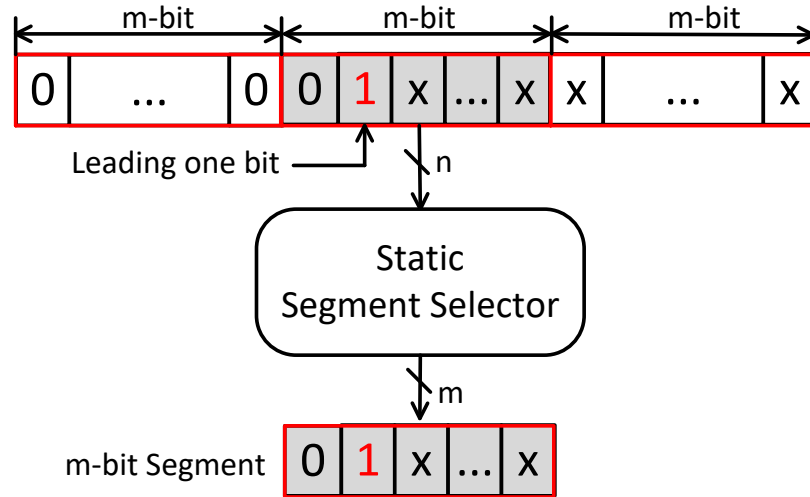 m-bit m-bit m-bit
0 ... 0 0 1 x ... x x ... x
Leading one bit n
Static
Segment Selector
m
m-bit Segment 0 1 x ... x